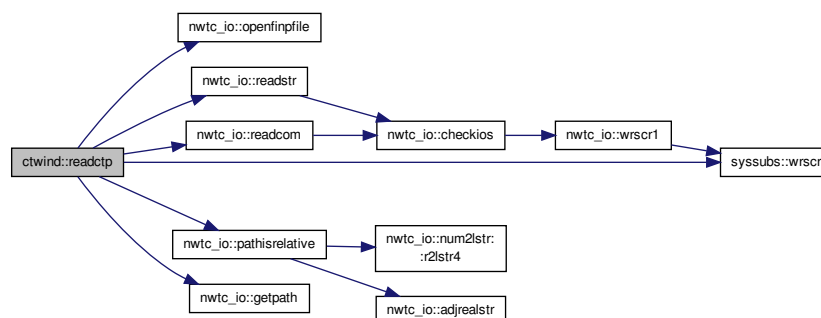 nwtc_io::openfinpfile
nwtc_io::readstr
nwtc_io::readcom
nwtc_io::checkios
nwtc_io::wrscr1
ctwind::readctp
syssubs::wrscr
nwtc_io::pathisrelative
nwtc_io::num2lstr:
:r2lstr4
nwtc_io::getpath
nwtc_io::adjrealstr